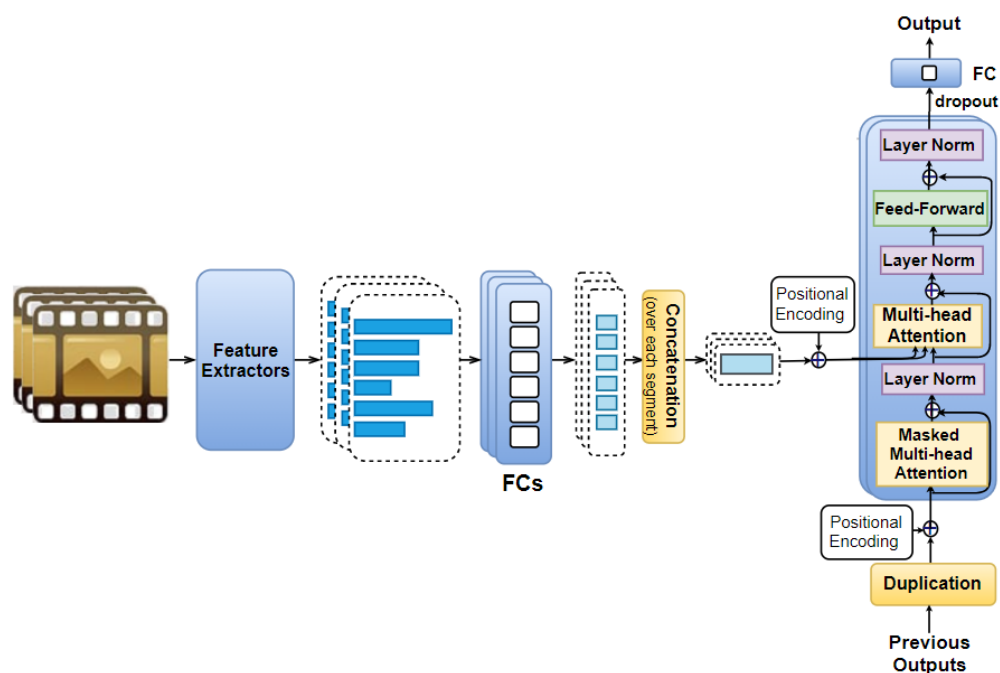 Output
FC
dropout
Layer Norm
Feed-Forward
Layer Norm
Multi-head
Attention
Layer Norm
Masked
Multi-head
Attention
Positional
Encoding
Duplication
Previous
Outputs
Positional
Encoding
Concatenation
(over each segment)
FCs
Feature
Extractors